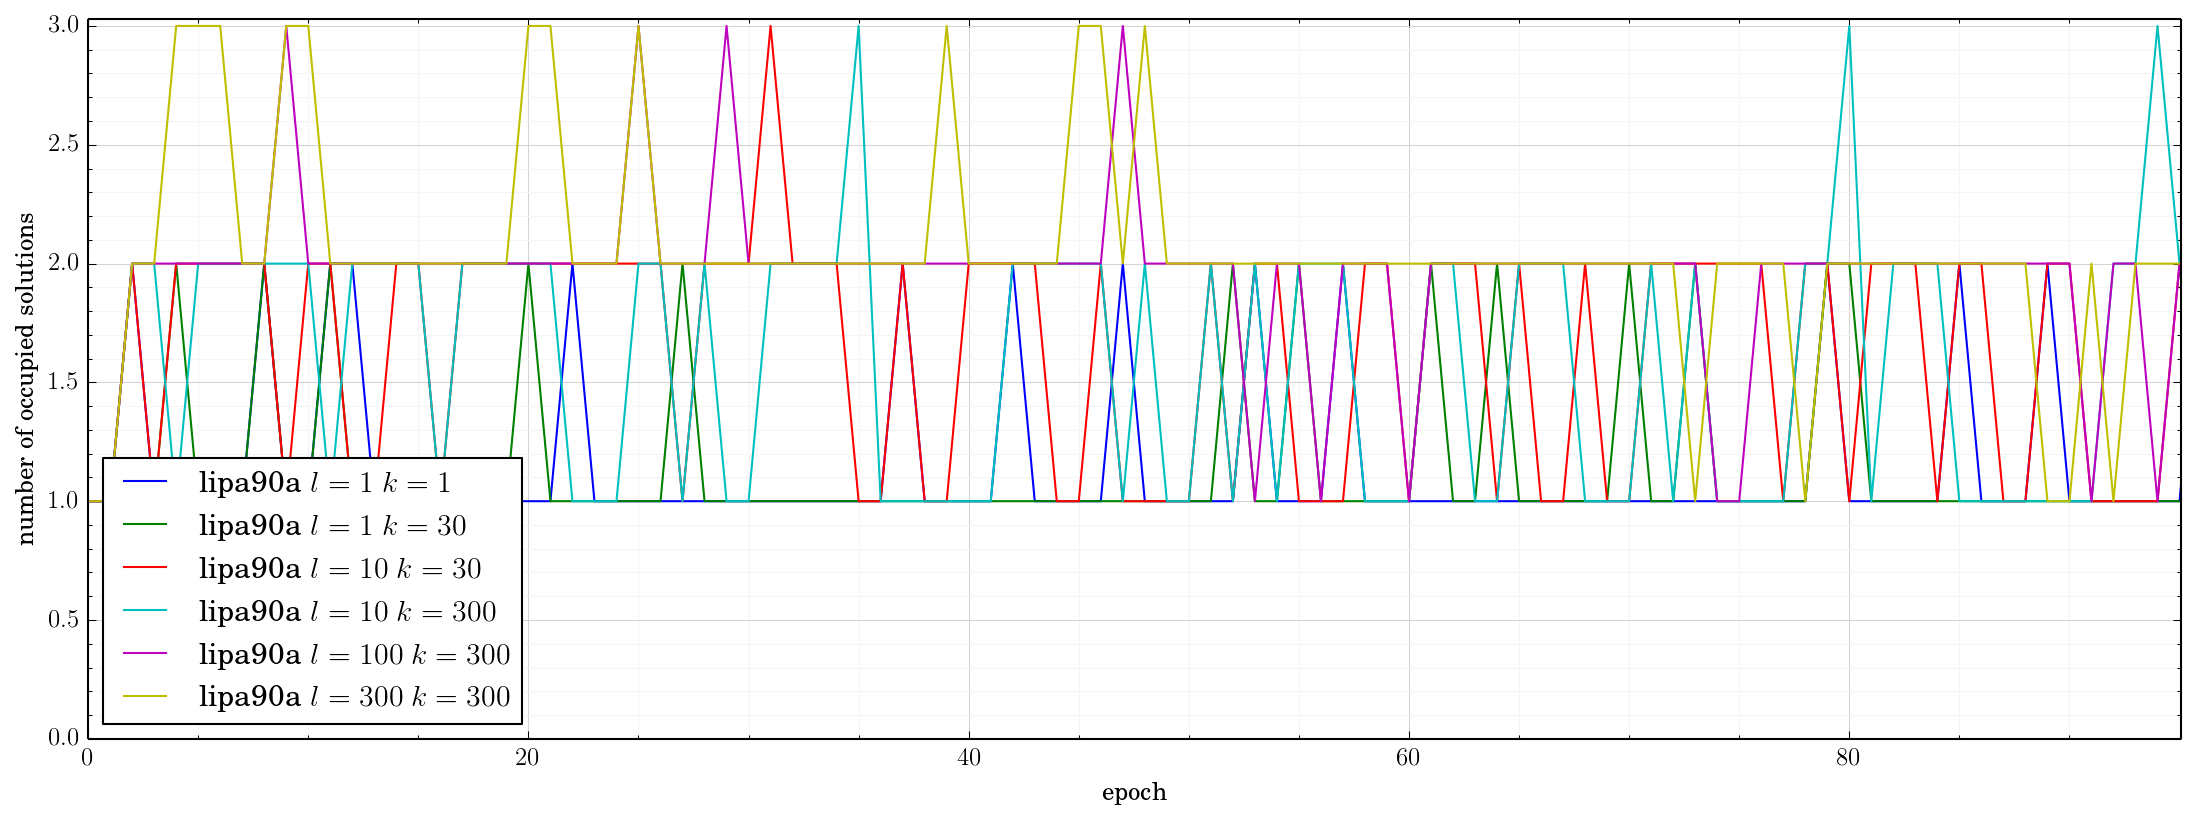 number of occupied solutions
3.0
2.5
2.0
1.5
1.0
0.5
0.0
lipa90a l = 1 k = 1
lipa90a l = 1 k = 30
lipa90a l = 10 k = 30
lipa90a l = 10 k = 300
lipa90a l = 100 k = 300
lipa90a l = 300 k = 300
0 20 40 60 80
epoch